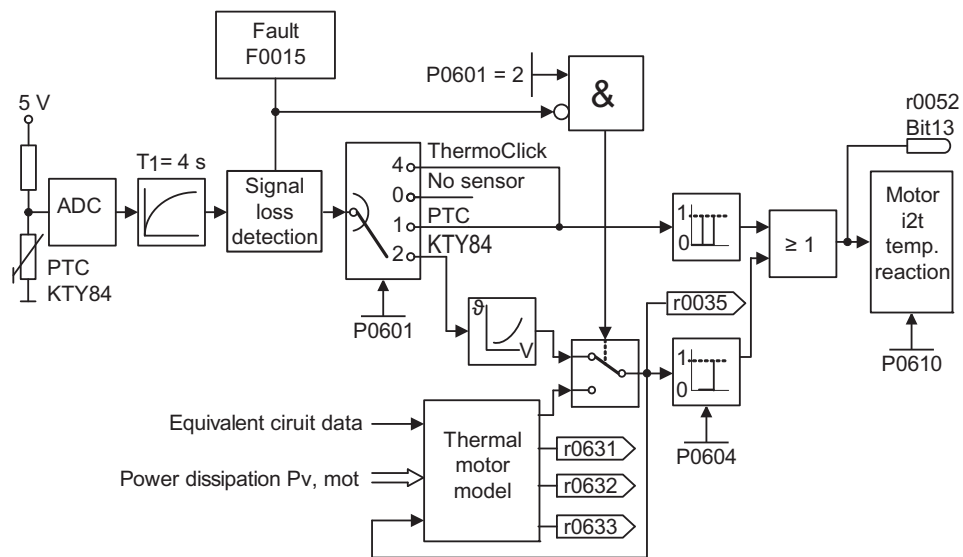 Fault
F0015
P0601 = 2
&
r0052
Bit13
5 V
T1= 4 s
ThermoClick
4
No sensor
0
ADC
Signal
loss
detection
PTC
1
KTY84
2
1
0
≥ 1
Motor
i2t
temp.
reaction
PTC
KTY84
P0601
ϑ
V
r0035
1
0
P0610
Equivalent ciruit data
Thermal
motor
model
r0631
P0604
Power dissipation Pv, mot
r0632
r0633